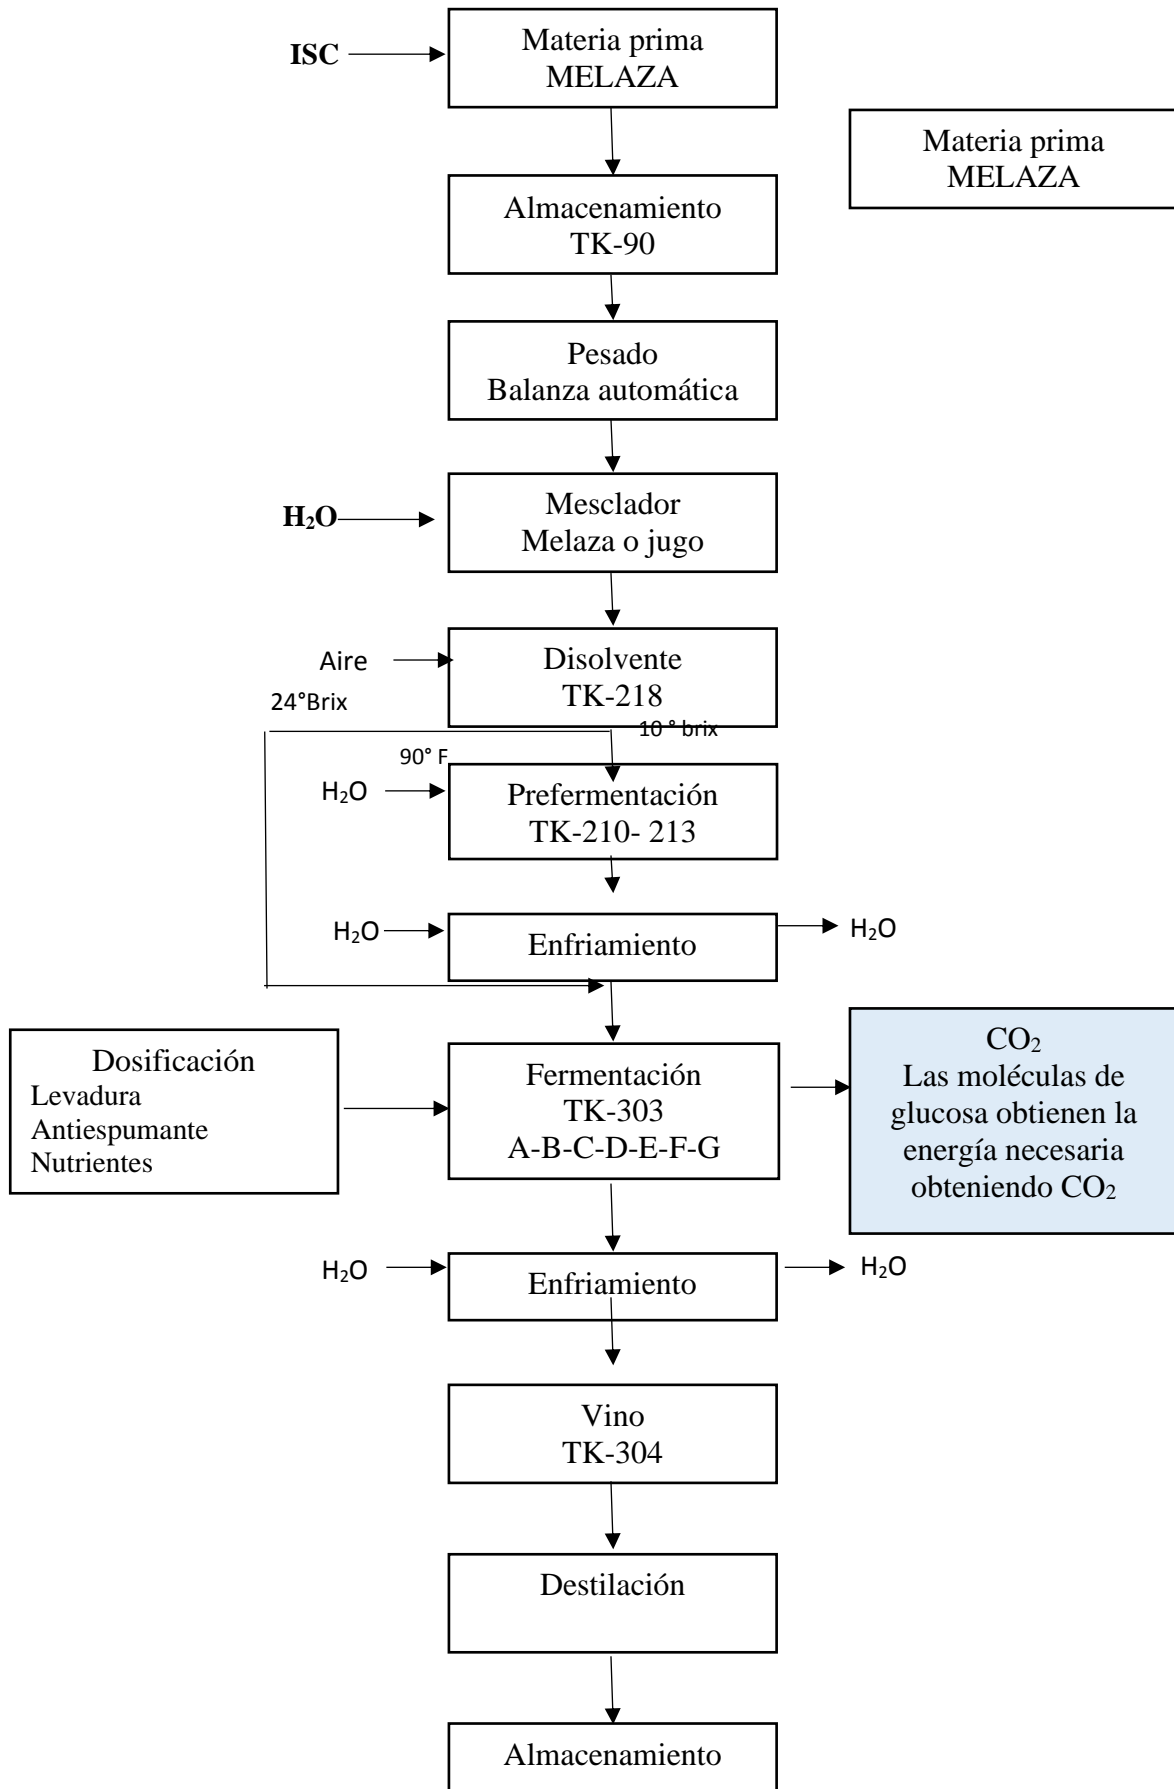 ISC
Materia prima
MELAZA
Materia prima
MELAZA
Almacenamiento
TK-90
Pesado
Balanza automática
H₂O
Mesclador
Melaza o jugo
Aire
Disolvente
TK-218
24°Brix
10 ° brix
90° F
H₂O
Prefermentación
TK-210- 213
H₂O
Enfriamiento
H₂O
Dosificación
Levadura
Antiespumante
Nutrientes
Fermentación
TK-303
A-B-C-D-E-F-G
CO₂
Las moléculas de
glucosa obtienen la
energía necesaria
obteniendo CO₂
H₂O
Enfriamiento
H₂O
Vino
TK-304
Destilación
Almacenamiento